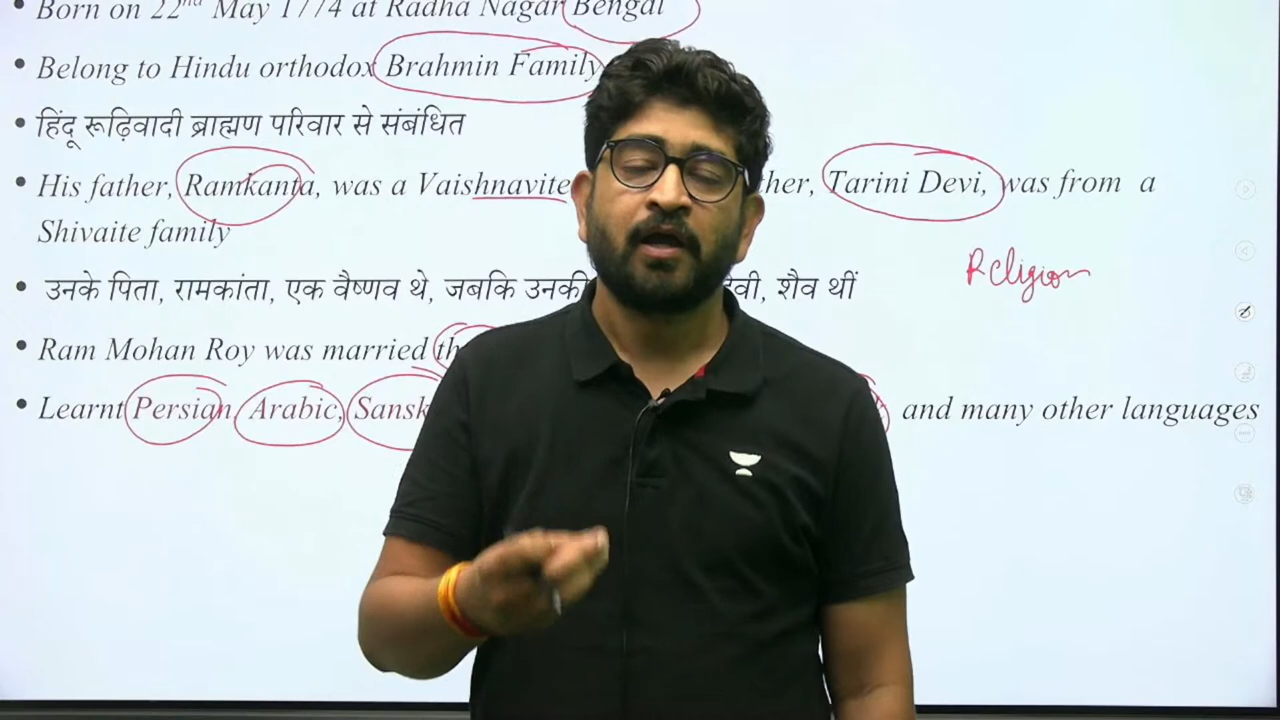 • Born on 22nd May 1774 at Radha Nagar Bengal
• Belong to Hindu orthodox Brahmin Family
• हिंदू रूढ़िवादी ब्राह्मण परिवार से संबंधित
• His father, Ramkanta, was a Vaishnavite ther, Tarini Devi, was from a
Shivaite family
Religion
• उनके पिता, रामकांता, एक वैष्णव थे, जबकि उनकी देवी, शैव थीं
• Ram Mohan Roy was married th
• Learnt Persian, Arabic, Sansk and many other languages